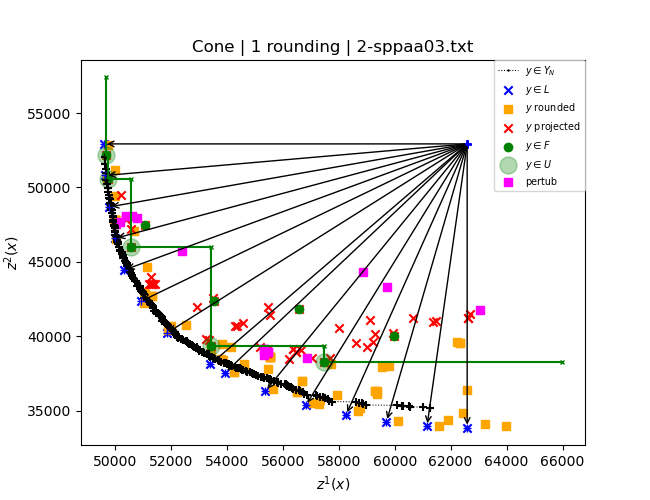 Cone | 1 rounding | 2-sppaa03.txt
y ∈ Y_N
y ∈ L
y rounded
y projected
y ∈ F
y ∈ U
pertub
55000
50000
45000
40000
35000
z²(x)
50000 52000 54000 56000 58000 60000 62000 64000 66000
z¹(x)